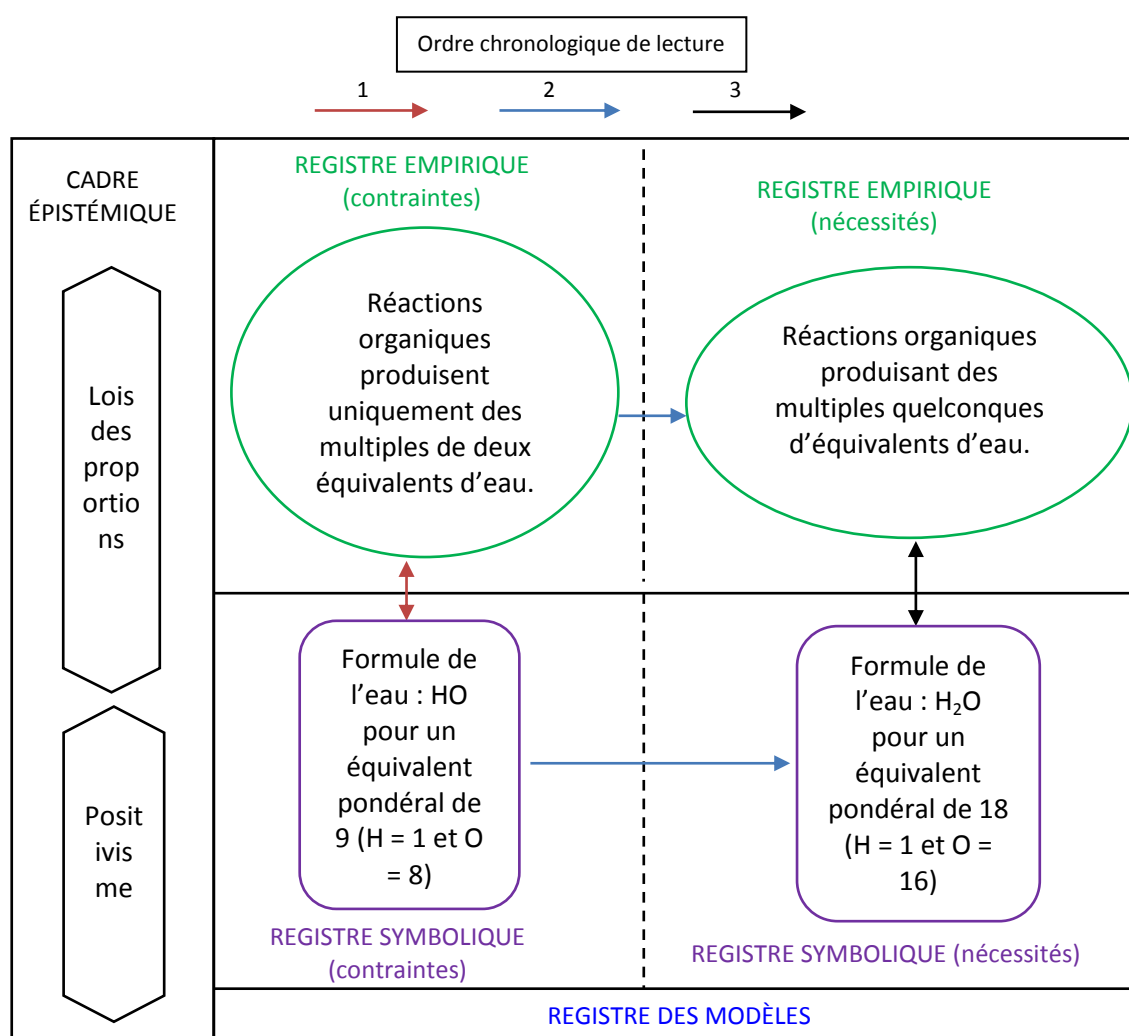 Ordre chronologique de lecture
1
2
3
CADRE
ÉPISTÉMIQUE
Lois
des
prop
ortio
ns
Posit
ivis
me
REGISTRE EMPIRIQUE
(contraintes)
Réactions
organiques
produisent
uniquement des
multiples de deux
équivalents d’eau.
REGISTRE EMPIRIQUE
(nécessités)
Réactions organiques
produisant des
multiples quelconques
d’équivalents d’eau.
Formule de
l’eau : HO
pour un
équivalent
pondéral de
9 (H = 1 et O
= 8)
REGISTRE SYMBOLIQUE
(contraintes)
Formule de
l’eau : H₂O
pour un
équivalent
pondéral de 18
(H = 1 et O =
16)
REGISTRE SYMBOLIQUE (nécessités)
REGISTRE DES MODÈLES